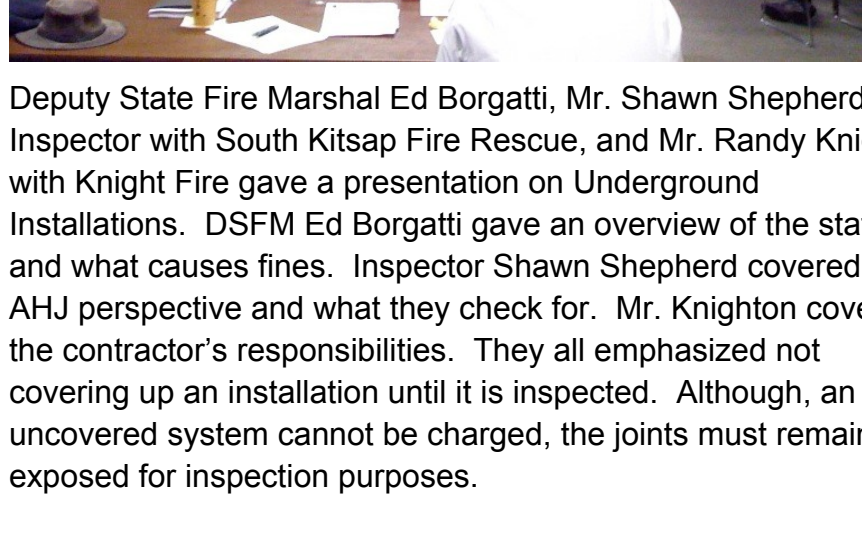 Deputy State Fire Marshal Ed Borgatti, Mr. Shawn Shepherd
Inspector with South Kitsap Fire Rescue, and Mr. Randy
with Knight Fire gave a presentation on Underground
Installations.  DSFM Ed Borgatti gave an overview of the
and what causes fines.  Inspector Shawn Shepherd covered
AHJ perspective and what they check for.  Mr. Knighton
the contractor’s responsibilities.  They all emphasized not
covering up an installation until it is inspected.  Although, an
uncovered system cannot be charged, the joints must remain
exposed for inspection purposes.